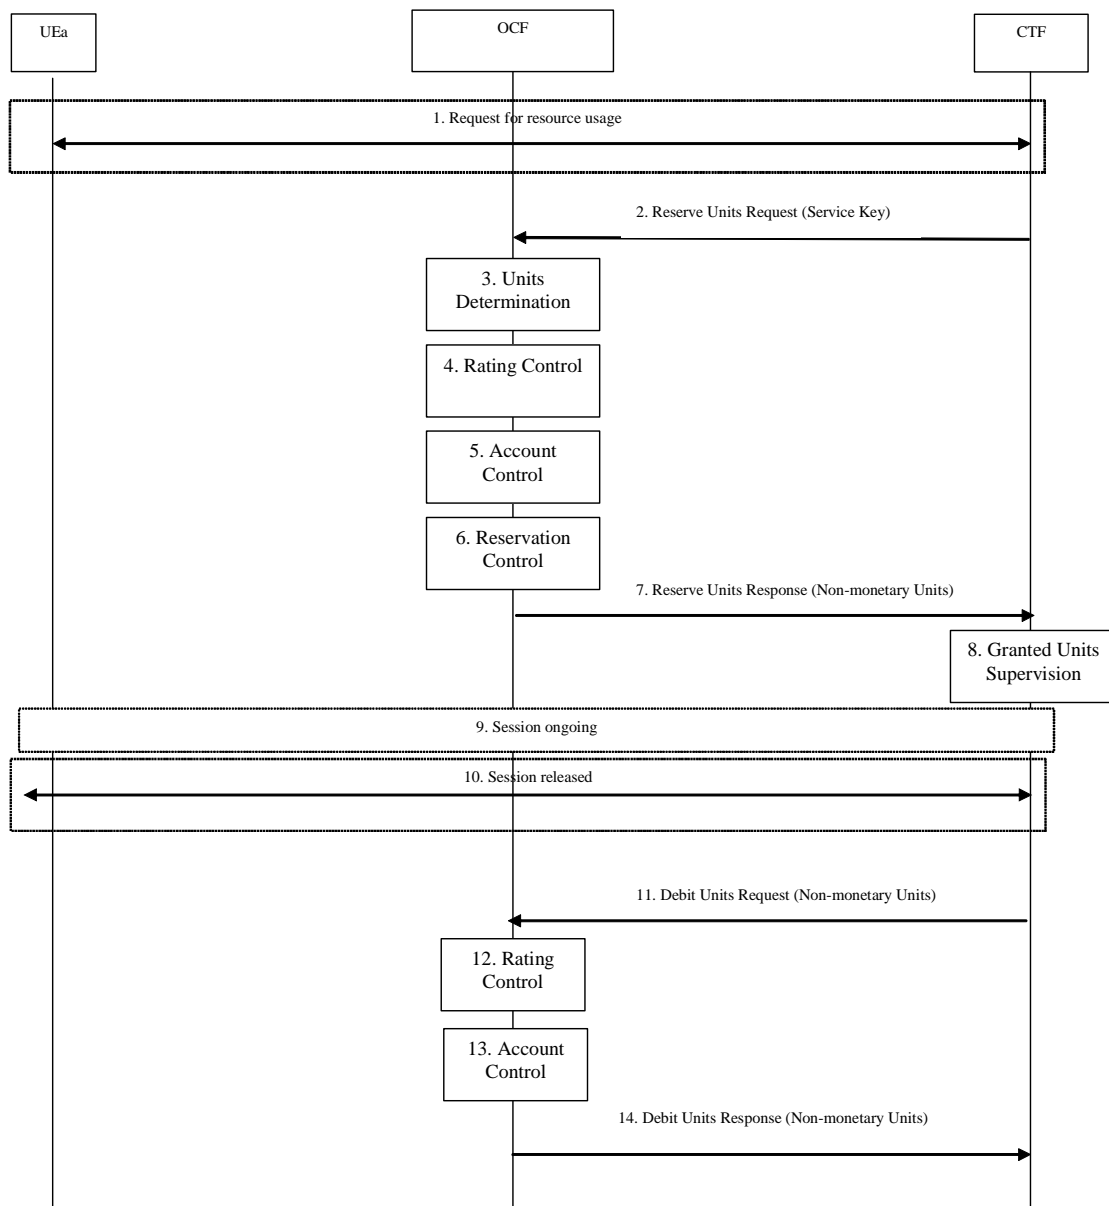 UEa
OCF
CTF
1. Request for resource usage
2. Reserve Units Request (Service Key)
3. Units
Determination
4. Rating Control
5. Account
Control
6. Reservation
Control
7. Reserve Units Response (Non-monetary Units)
8. Granted Units
Supervision
9. Session ongoing
10. Session released
11. Debit Units Request (Non-monetary Units)
12. Rating
Control
13. Account
Control
14. Debit Units Response (Non-monetary Units)